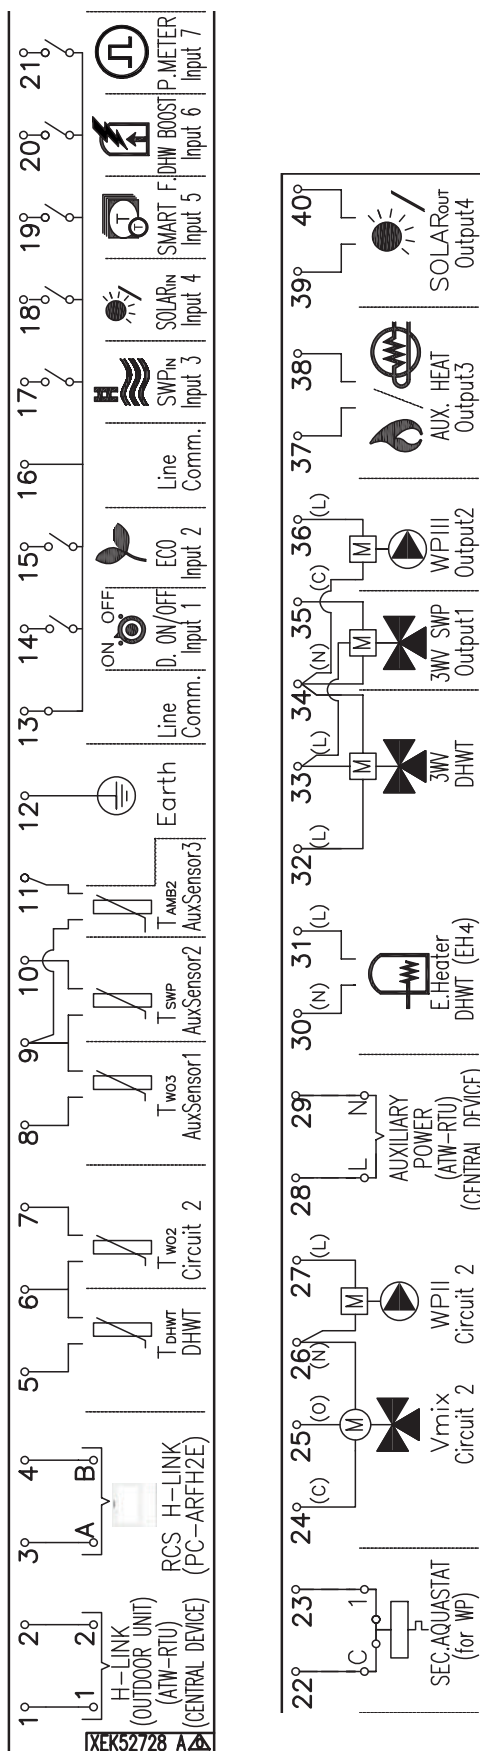 1 2
1 2
H-LINK
(OUTDOOR UNIT)
(ATW-RTU)
(CENTRAL DEVICE)
XEK52728 A
3 4
A B
RCS H-LINK
(PC-ARFH2E)
5 6 7
TDHWT
DHWT
TWO2
Circuit 2
8 9 10 11
TWO3
AuxSensor1
TSWP
AuxSensor2
TAMB2
AuxSensor3
12
Earth
13
Line
Comm.
14
ON OFF
D. ON/OFF
Input 1
15
ECO
Input 2
16
Line
Comm.
17
SWPIN
Input 3
18
SOLARIN
Input 4
19
T
T
SMART F.
Input 5
20
DHW BOOST
Input 6
21
P.METER
Input 7
22 23
C 1
SEC.AQUASTAT
(for WP)
24 25 26 27
(C) (O) (N) (L)
M M
Vmix
Circuit 2
WPII
Circuit 2
28 29
L N
AUXILIARY
POWER
(ATW-RTU)
(CENTRAL DEVICE)
30 31
(N) (L)
E.Heater
DHWT (EH4)
32 33 34 35 36
(L) (L) (N) (C) (L)
M M M
3WV
DHWT
3WV SWP
Output1
WPIII
Output2
37 38
AUX. HEAT
Output3
39 40
SOLAROUT
Output4